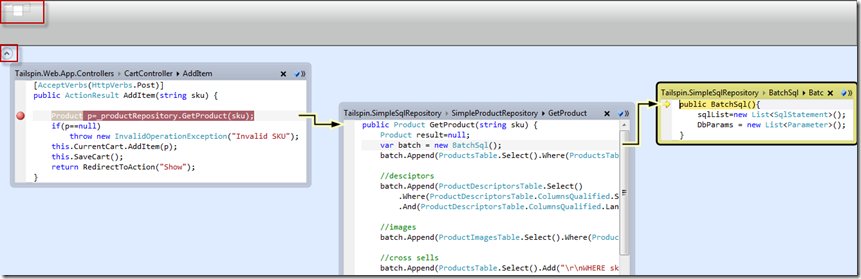 Tailspin.Web.App.Controllers CartController AddItem
[AcceptVerbs(HttpVerbs.Post)]
public ActionResult AddItem(string sku) {
Product p=_productRepository.GetProduct(sku);
if(p==null)
throw new InvalidOperationException("Invalid SKU");
this.CurrentCart.AddItem(p);
this.SaveCart();
return RedirectToAction("Show");
}
Tailspin.SimpleSqlRepository SimpleProductRepository GetProduct
public Product GetProduct(string sku) {
Product result=null;
var batch = new BatchSql();
batch.Append(ProductsTable.Select().Where(ProductsTab
//desciptors
batch.Append(ProductDescriptorsTable.Select()
.Where(ProductDescriptorsTable.ColumnsQualified.S
.And(ProductDescriptorsTable.ColumnsQualified.Lan
//images
batch.Append(ProductImagesTable.Select().Where(Produc
//cross sells
batch.Append(ProductsTable.Select().Add("\r\nWHERE sk
Tailspin.SimpleSqlRepository BatchSql Batc
public BatchSql(){
sqlList=new List<SqlStatement>();
DbParams = new List<Parameter>();
}